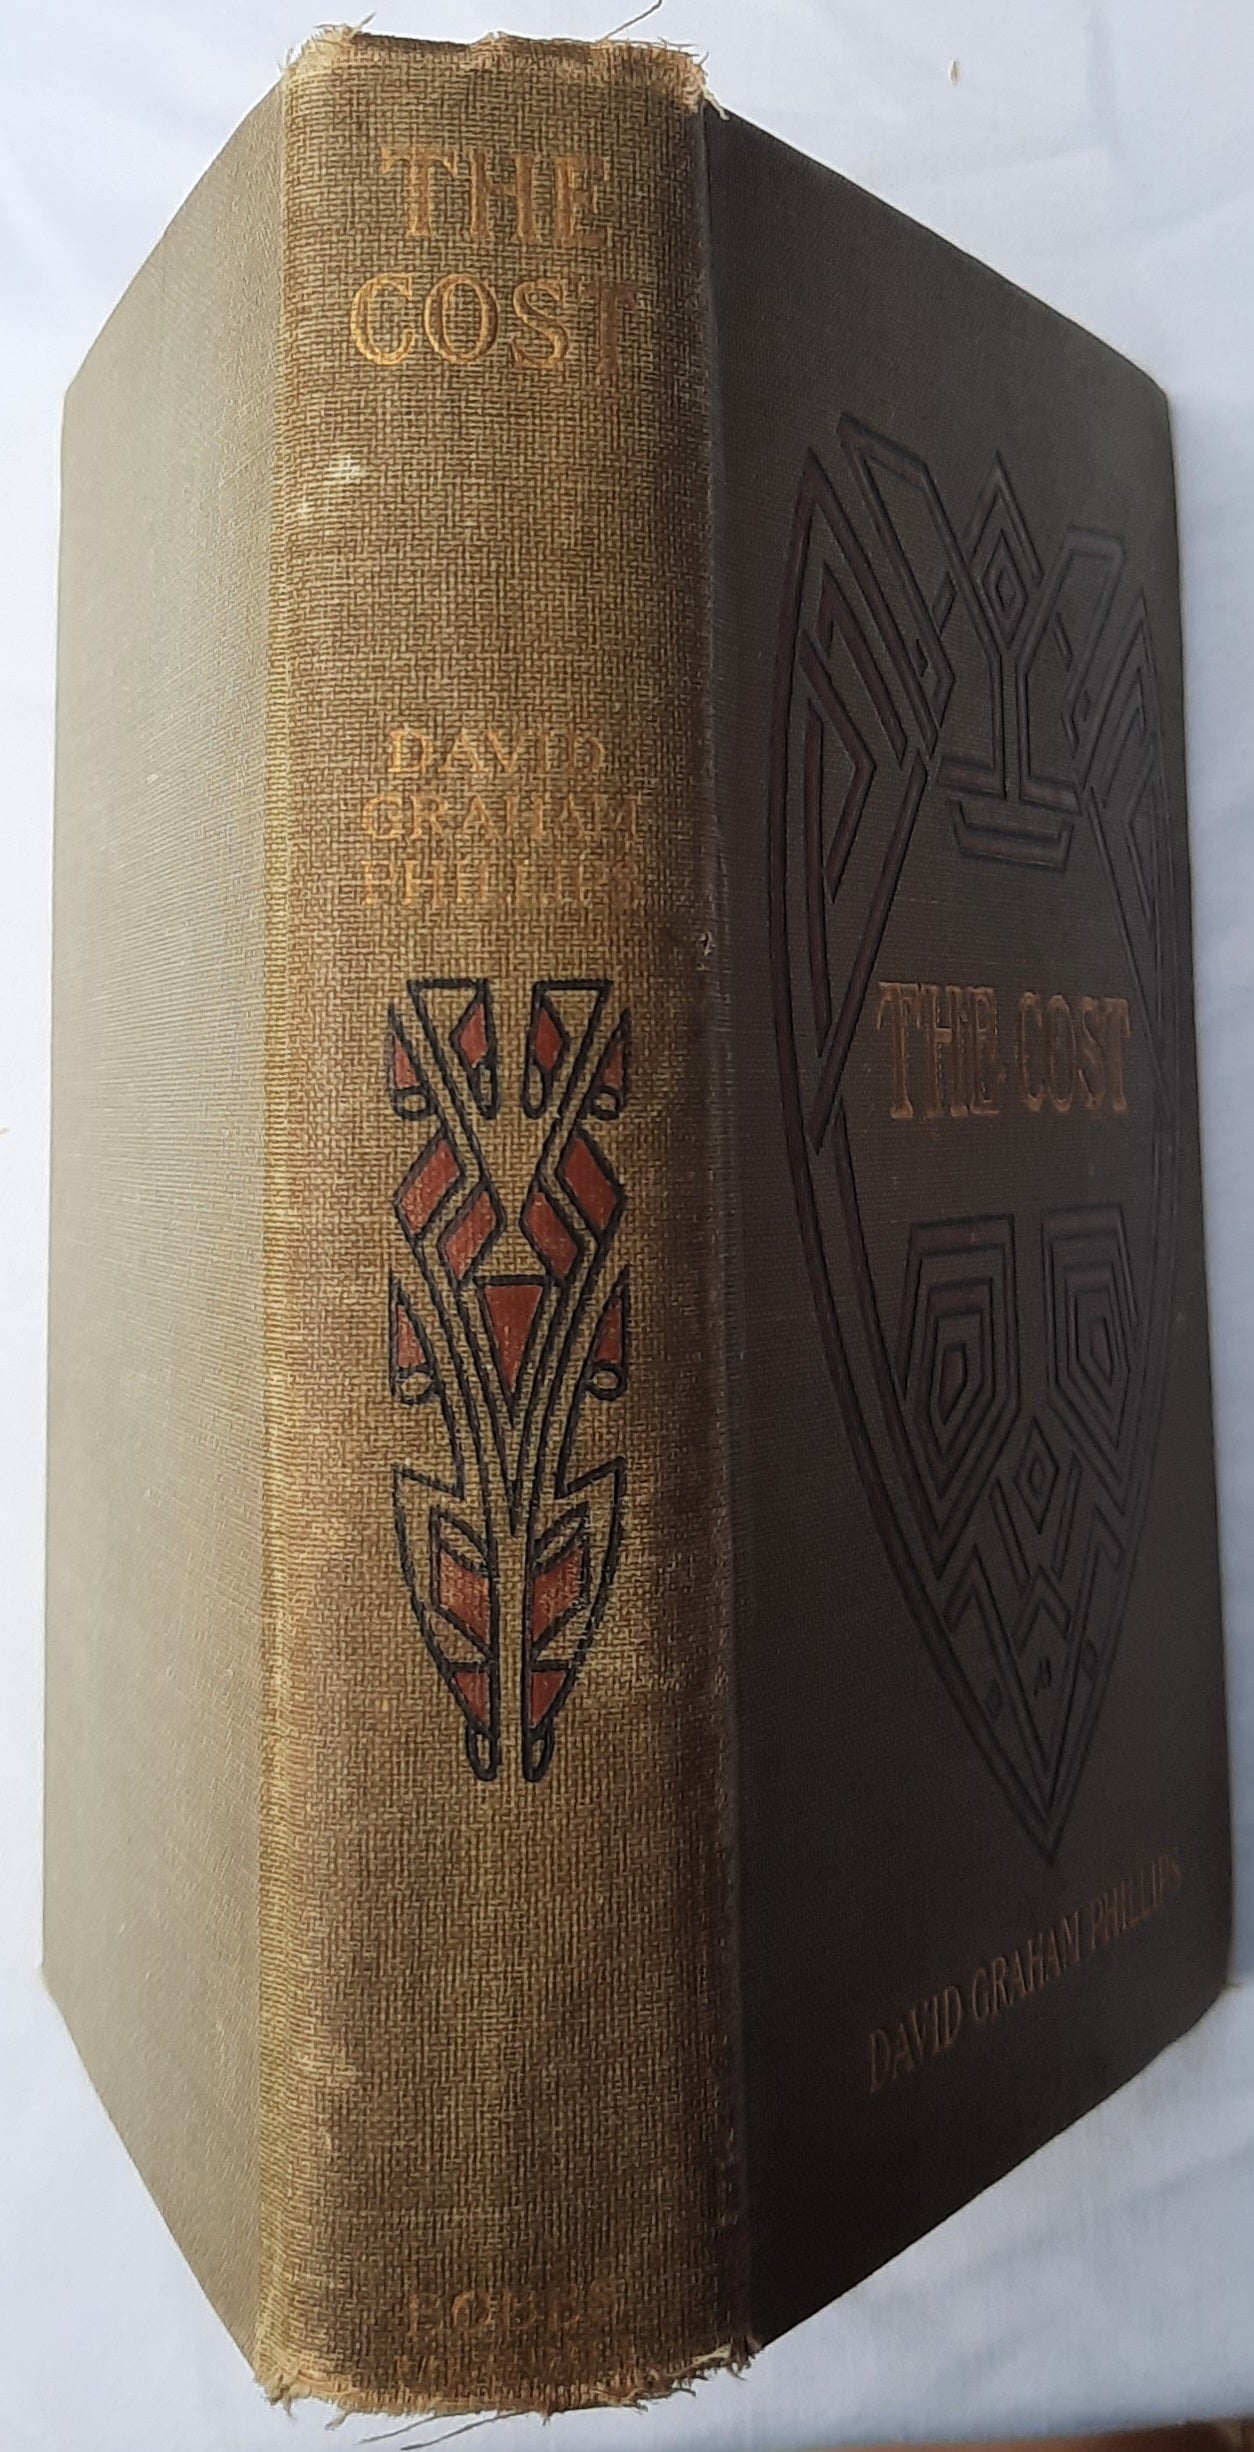 THE
COST
DAVID
GRAHAM
PHILLIPS
THE COST
DAVID GRAHAM PHILLIPS